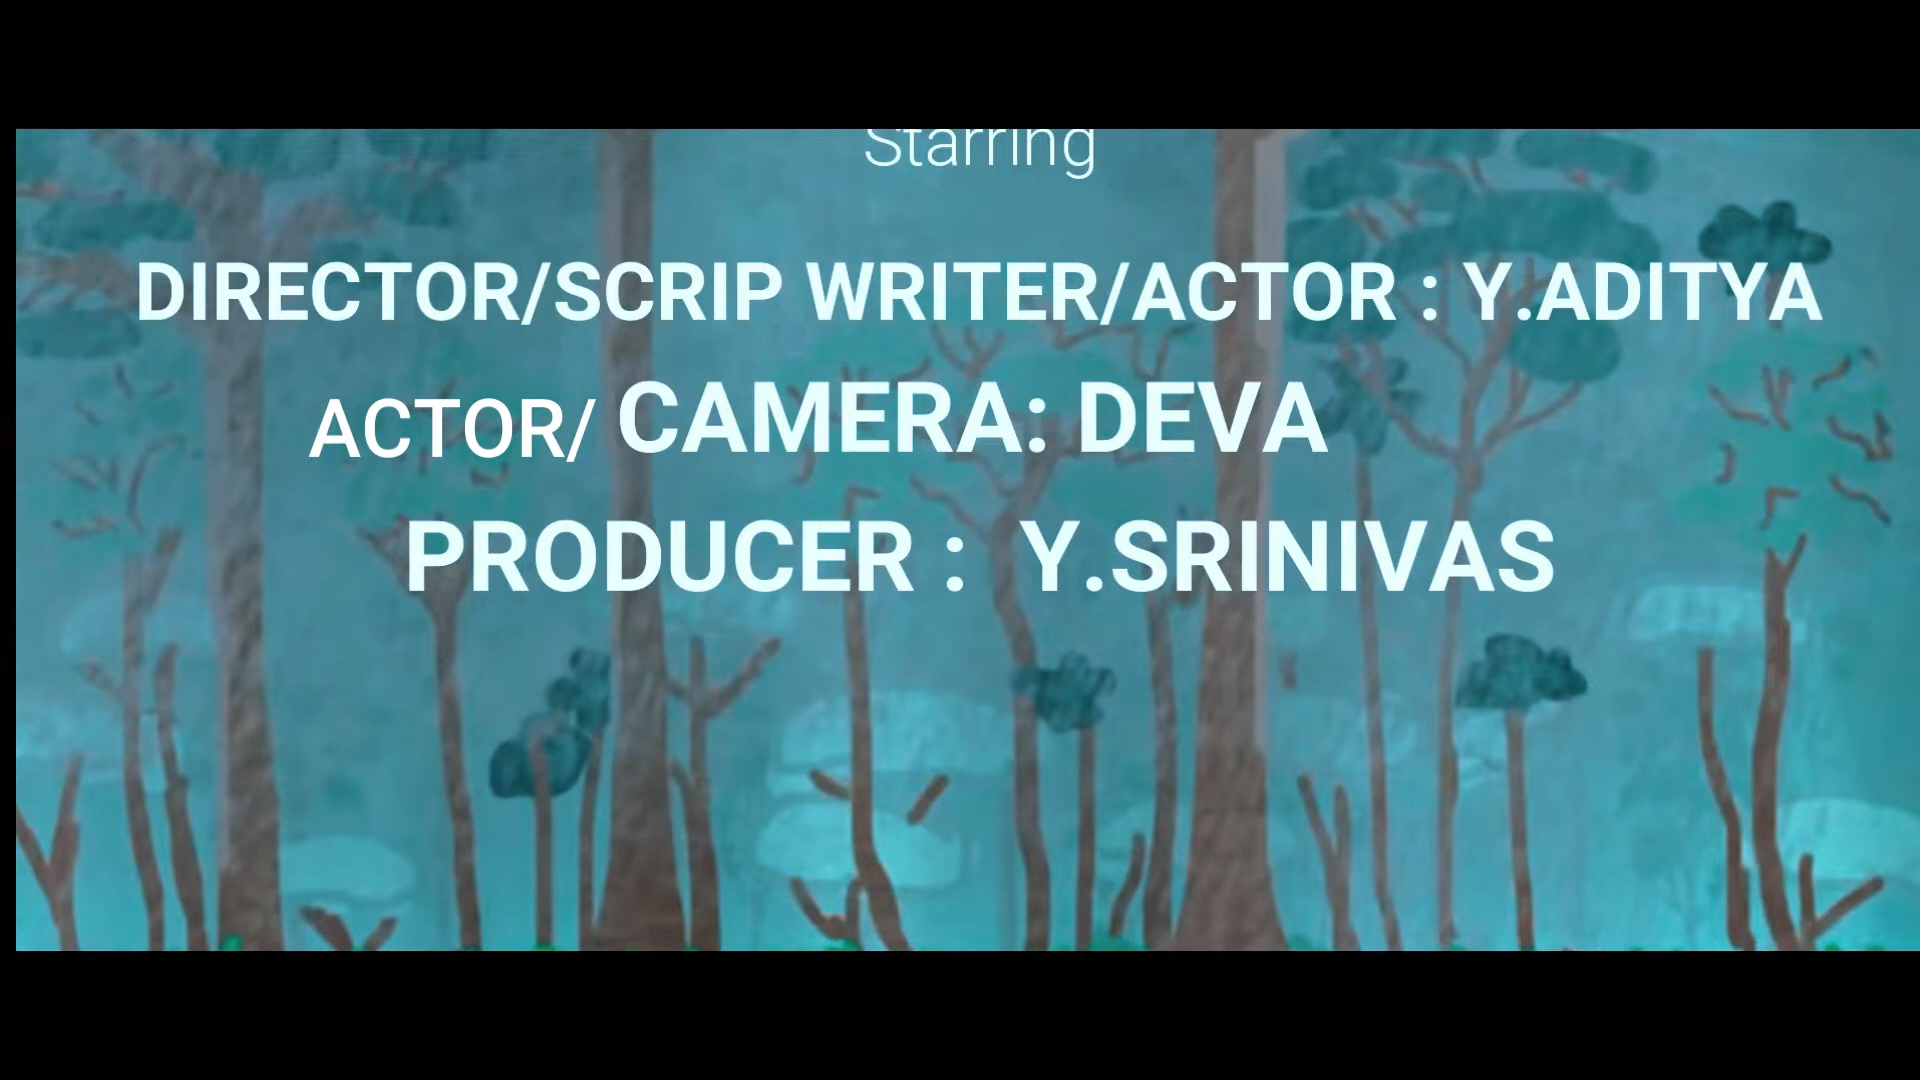 Starring
DIRECTOR/SCRIP WRITER/ACTOR : Y.ADITYA
ACTOR/ CAMERA: DEVA
PRODUCER : Y.SRINIVAS